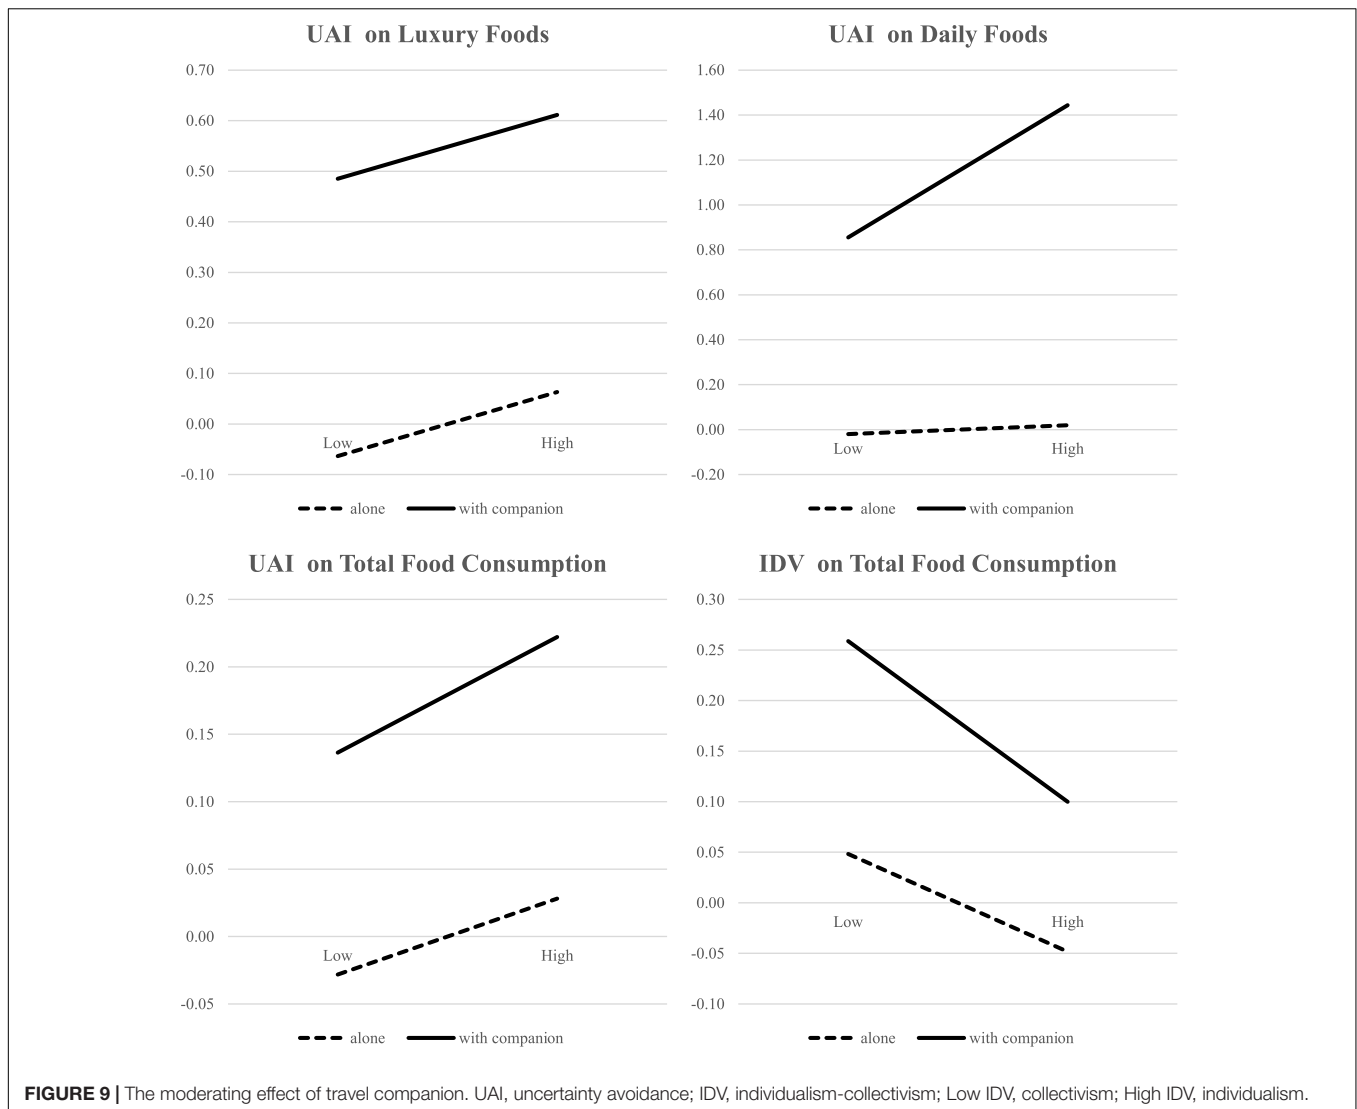 UAI on Luxury Foods
0.70
0.60
0.50
0.40
0.30
0.20
0.10
0.00
-0.10
Low High
alone with companion
UAI on Daily Foods
1.60
1.40
1.20
1.00
0.80
0.60
0.40
0.20
0.00
-0.20
Low High
alone with companion
UAI on Total Food Consumption
0.25
0.20
0.15
0.10
0.05
0.00
-0.05
Low High
alone with companion
IDV on Total Food Consumption
0.30
0.25
0.20
0.15
0.10
0.05
0.00
-0.05
-0.10
Low High
alone with companion
FIGURE 9 | The moderating effect of travel companion. UAI, uncertainty avoidance; IDV, individualism-collectivism; Low IDV, collectivism; High IDV, individualism.